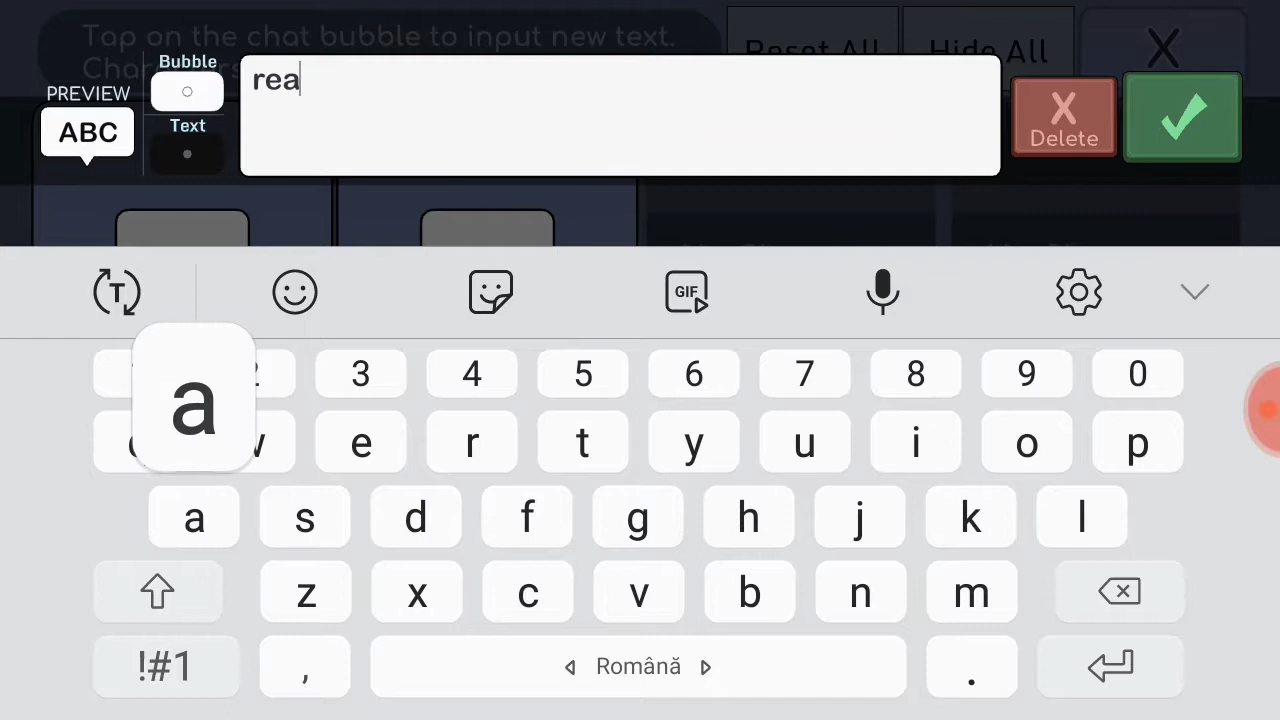 Tap on the chat bubble to input new text.
Reset All
Hide All
X
Bubble
PREVIEW
ABC
Text
rea
X
Delete
T
GIF
a
3 4 5 6 7 8 9 0
e r t y u i o p
a s d f g h j k l
z x c v b n m
!#1 , Română .